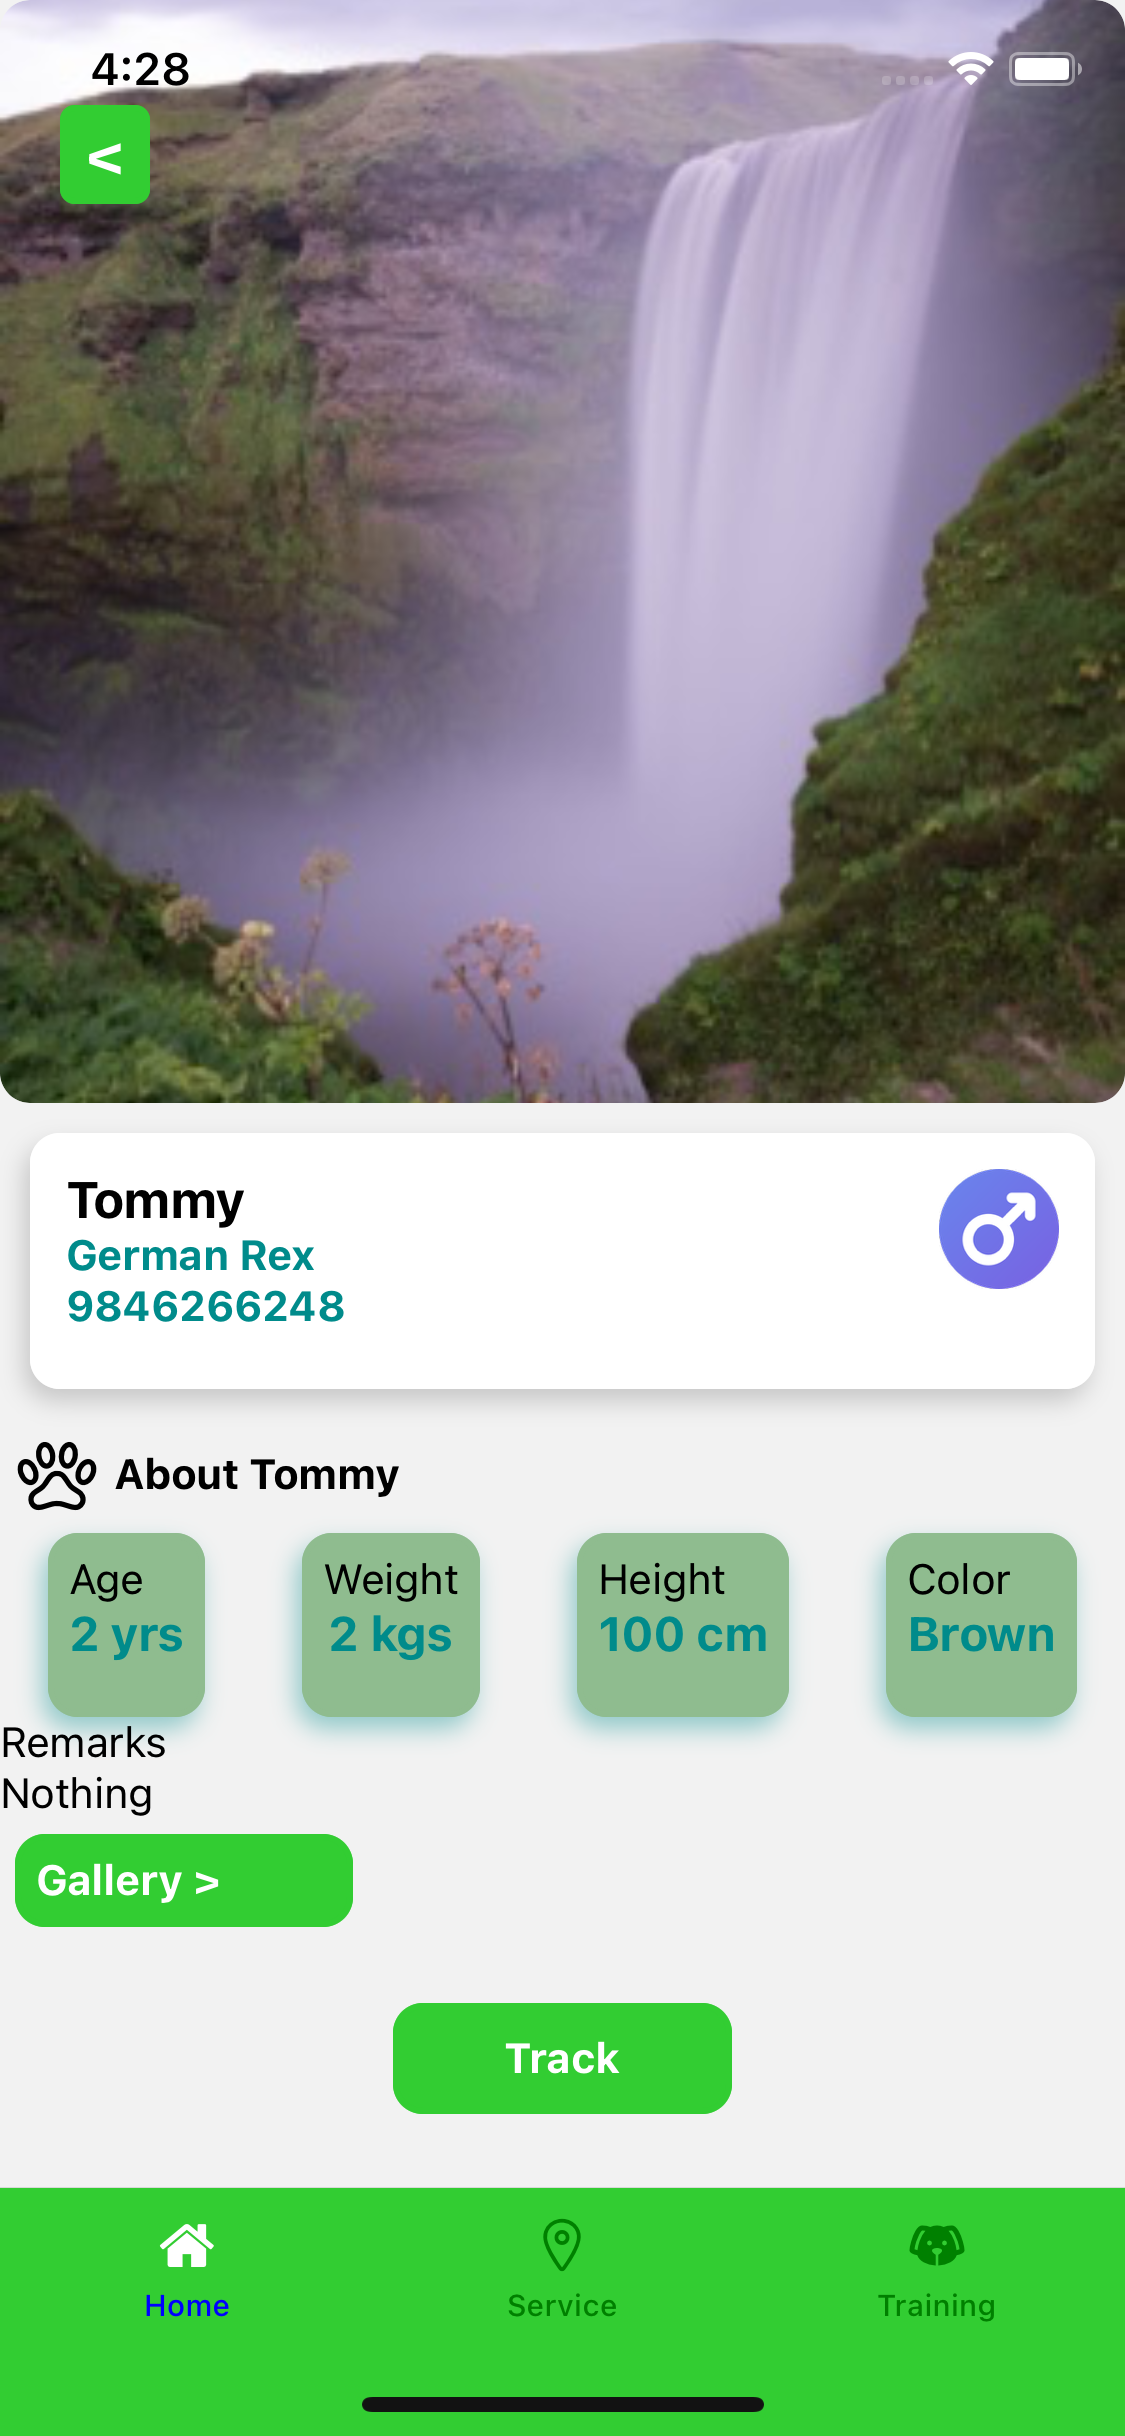 4:28
<
Tommy
German Rex
9846266248
About Tommy
Age
2 yrs
Weight
2 kgs
Height
100 cm
Color
Brown
Remarks
Nothing
Gallery >
Track
Home
Service
Training